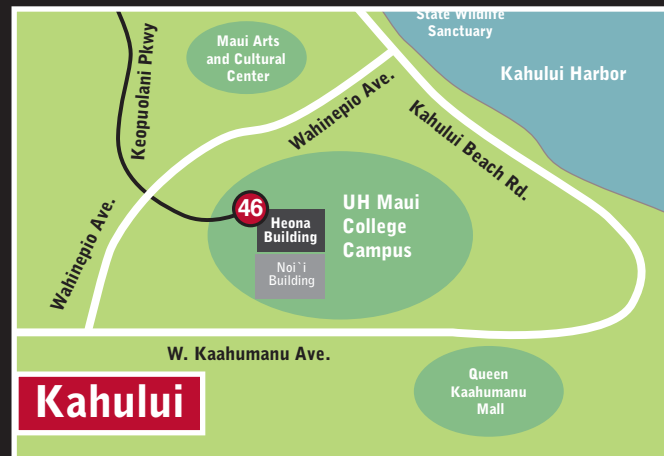 State Wildlife
Sanctuary
Kahului Harbor
Maui Arts
and Cultural
Center
Keopuolani Pkwy
Wahinepio Ave.
Kahului Beach Rd.
46
Heona
Building
UH Maui
College
Campus
Noi`i
Building
Wahinepio Ave.
W. Kaahumanu Ave.
Queen
Kaahumanu
Mall
Kahului